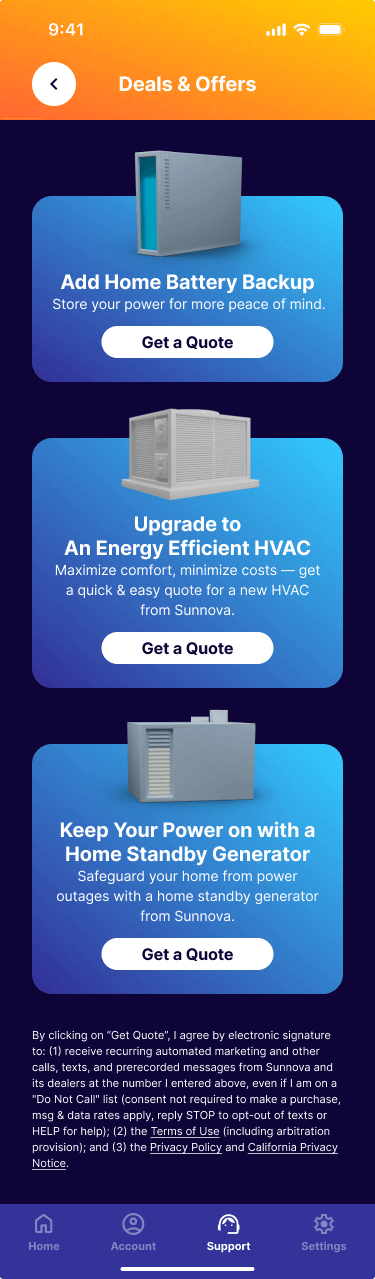 9:41
Deals & Offers
Add Home Battery Backup
Store your power for more peace of mind.
Get a Quote
Upgrade to
An Energy Efficient HVAC
Maximize comfort, minimize costs — get
a quick & easy quote for a new HVAC
from Sunnova.
Get a Quote
Keep Your Power on with a
Home Standby Generator
Safeguard your home from power
outages with a home standby generator
from Sunnova.
Get a Quote
By clicking on “Get Quote”, I agree by electronic signature
to: (1) receive recurring automated marketing and other
calls, texts, and prerecorded messages from Sunnova and
its dealers at the number I entered above, even if I am on a
"Do Not Call" list (consent not required to make a purchase,
msg & data rates apply, reply STOP to opt-out of texts or
HELP for help); (2) the Terms of Use (including arbitration
provision); and (3) the Privacy Policy and California Privacy
Notice.
Home Account Support Settings